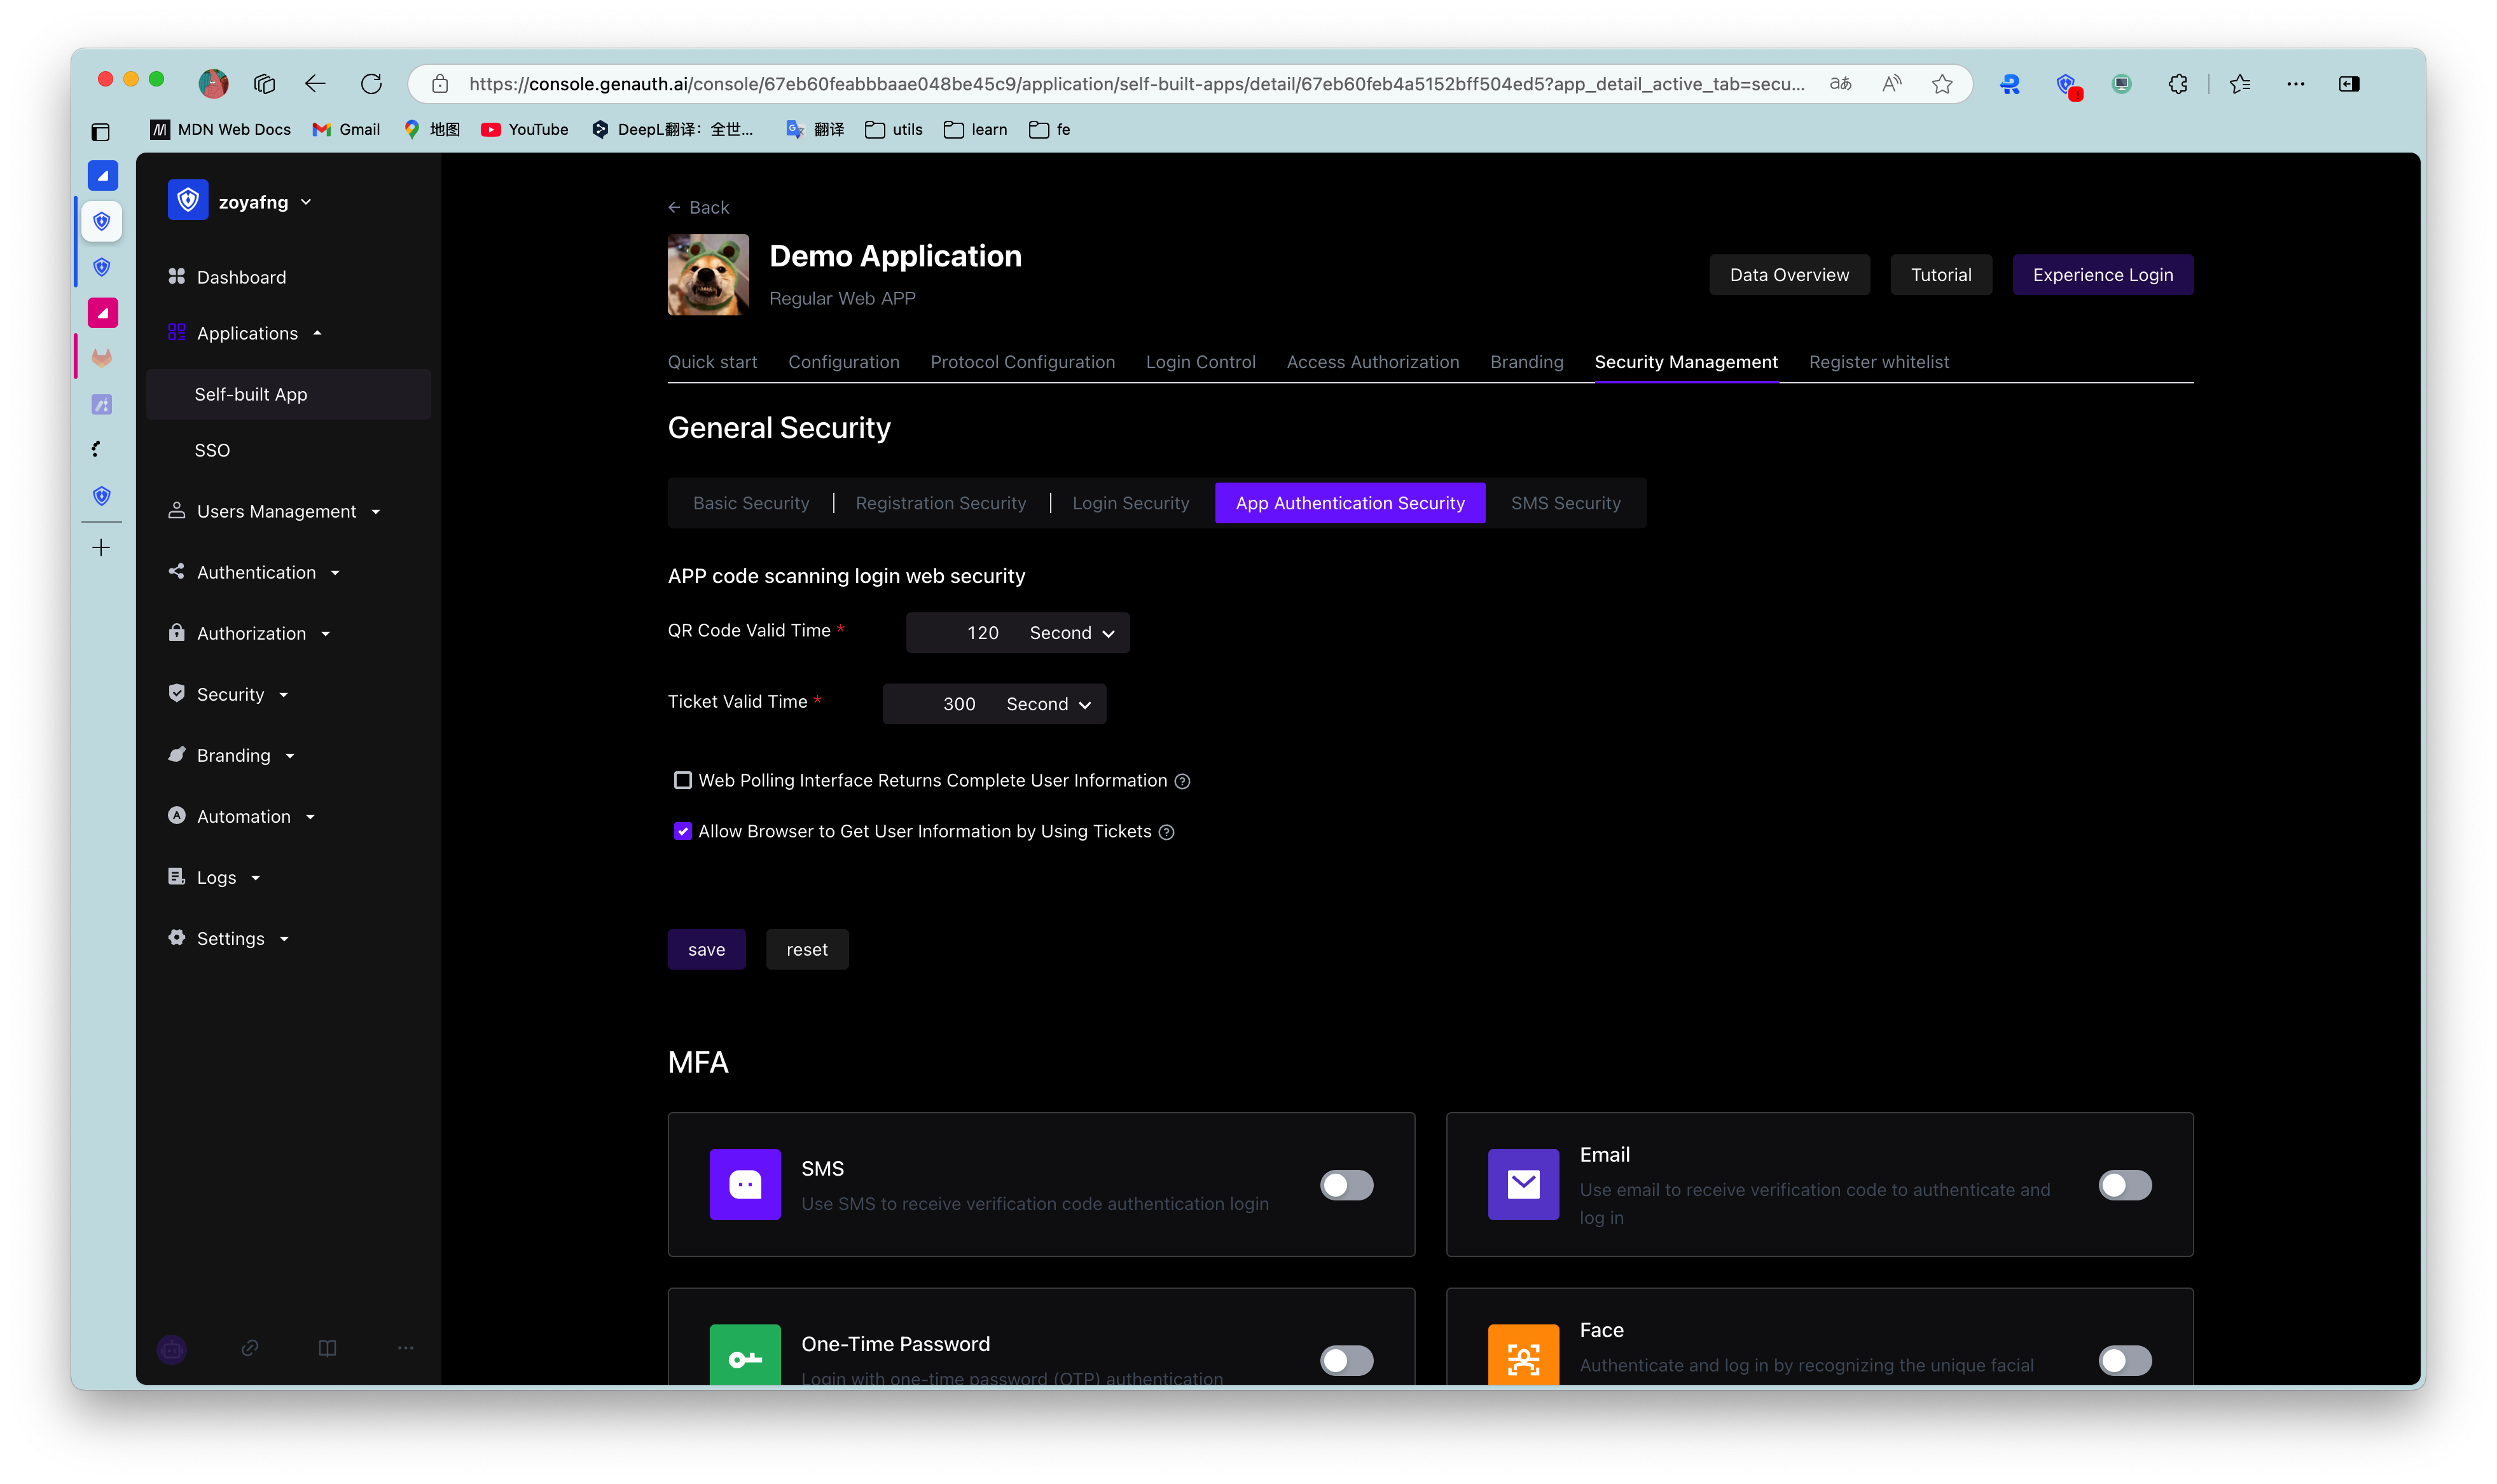 https://console.genauth.ai/console/67eb60feabbbaae048be45c9/application/self-built-apps/detail/67eb60feb4a5152bff504ed5?app_detail_active_tab=secu...
MDN Web Docs
Gmail
地图
YouTube
DeepL翻译：全世...
翻译
utils
learn
fe
zoyafng
Dashboard
Applications
Self-built App
SSO
Users Management
Authentication
Authorization
Security
Branding
Automation
Logs
Settings
Back
Demo Application
Regular Web APP
Data Overview
Tutorial
Experience Login
Quick start
Configuration
Protocol Configuration
Login Control
Access Authorization
Branding
Security Management
Register whitelist
General Security
Basic Security
Registration Security
Login Security
App Authentication Security
SMS Security
APP code scanning login web security
QR Code Valid Time *
120
Second
Ticket Valid Time *
300
Second
Web Polling Interface Returns Complete User Information
Allow Browser to Get User Information by Using Tickets
save
reset
MFA
SMS
Use SMS to receive verification code authentication login
Email
Use email to receive verification code to authenticate and
log in
One-Time Password
Login with one-time password (OTP) authentication
Face
Authenticate and log in by recognizing the unique facial